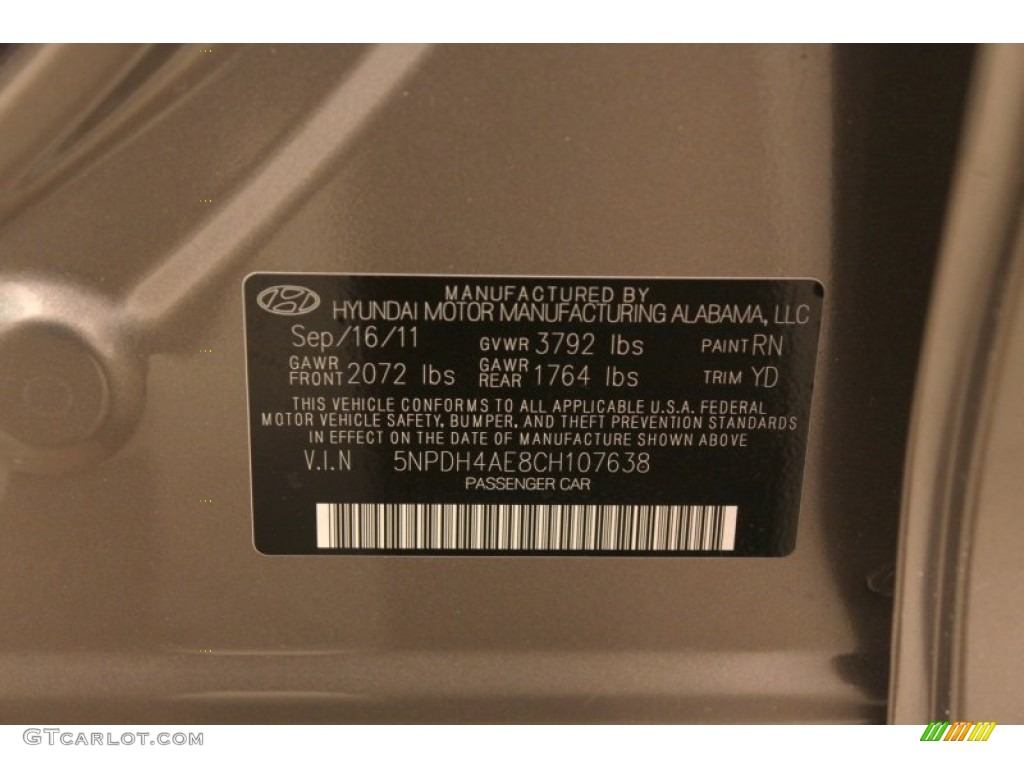 MANUFACTURED BY
HYUNDAI MOTOR MANUFACTURING ALABAMA, LLC
Sep/16/11 GVWR 3792 lbs PAINT RN
GAWR FRONT 2072 lbs GAWR REAR 1764 lbs TRIM YD
THIS VEHICLE CONFORMS TO ALL APPLICABLE U.S.A. FEDERAL
MOTOR VEHICLE SAFETY, BUMPER, AND THEFT PREVENTION STANDARDS
IN EFFECT ON THE DATE OF MANUFACTURE SHOWN ABOVE
V.I.N 5NPDH4AE8CH107638
PASSENGER CAR
GTCARLOT.COM